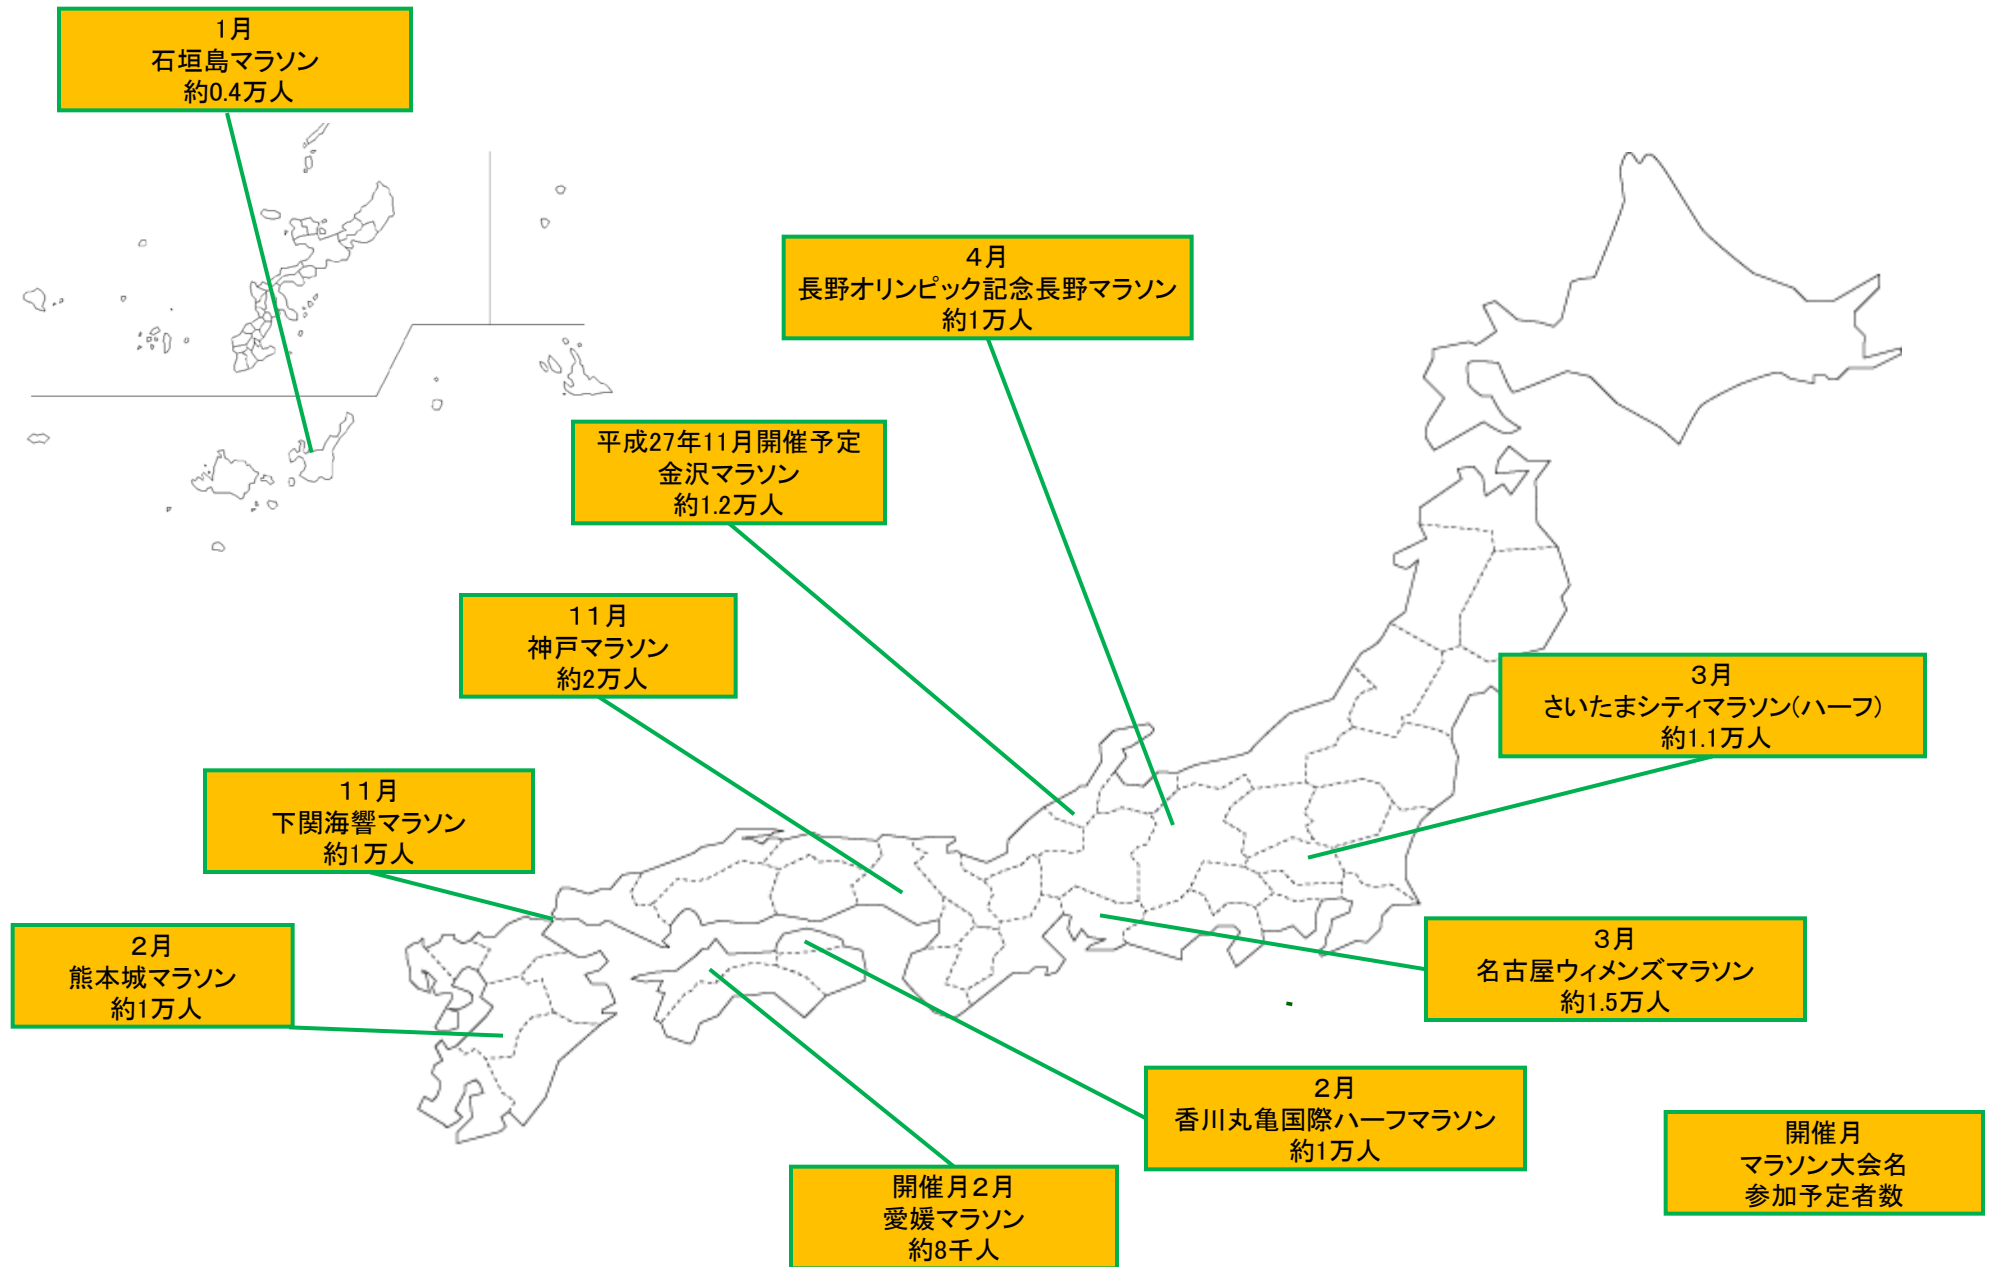 1月
石垣島マラソン
約0.4万人
４月
長野オリンピック記念長野マラソン
約1万人
平成27年11月開催予定
金沢マラソン
約1.2万人
１１月
神戸マラソン
約2万人
３月
さいたまシティマラソン(ハーフ)
約1.1万人
１１月
下関海響マラソン
約1万人
２月
熊本城マラソン
約1万人
３月
名古屋ウィメンズマラソン
約1.5万人
２月
香川丸亀国際ハーフマラソン
約1万人
開催月２月
愛媛マラソン
約8千人
開催月
マラソン大会名
参加予定者数